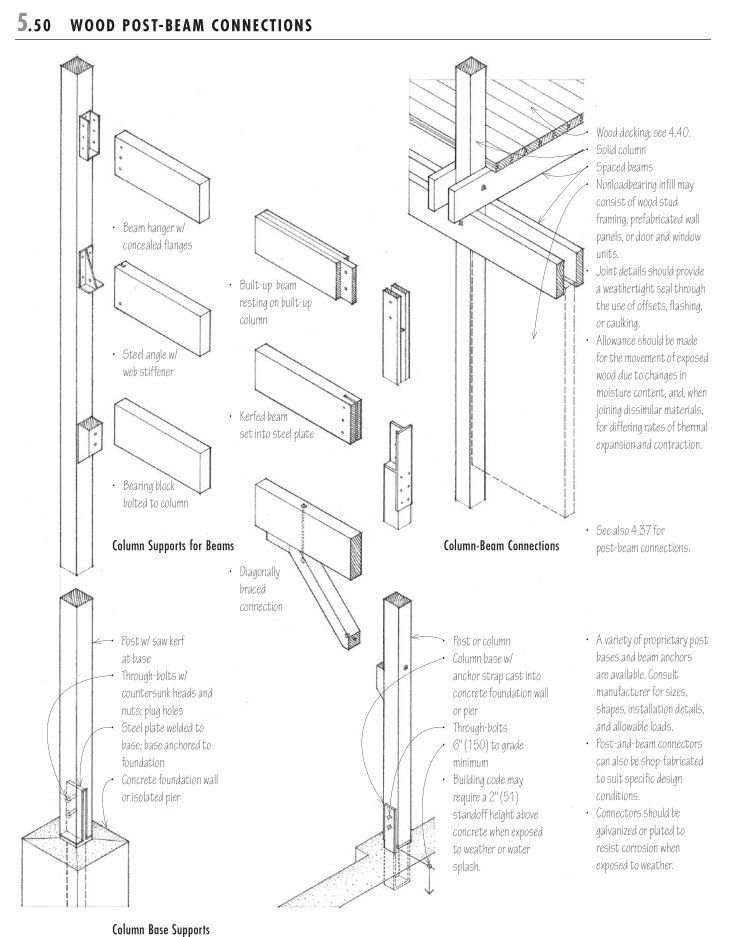 5.50 WOOD POST-BEAM CONNECTIONS
• Beam hanger w/
concealed flanges
• Steel angle w/
web stiffener
• Bearing block
bolted to column
Column Supports for Beams
• Built-up beam
resting on built-up
column
• Kerfed beam
set into steel plate
• Diagonally
braced
connection
• Wood decking; see 4.40.
• Solid column
• Spaced beams
• Nonloadbearing infill may
consist of wood stud
framing, prefabricated wall
panels, or door and window
units.
• Joint details should provide
a weathertight seal through
the use of offsets, flashing,
or caulking.
• Allowance should be made
for the movement of exposed
wood due to changes in
moisture content, and, when
joining dissimilar materials,
for differing rates of thermal
expansion and contraction.
Column-Beam Connections
• See also 4.37 for
post-beam connections.
• Post w/ saw kerf
at base
• Through-bolts w/
countersunk heads and
nuts; plug holes
• Steel plate welded to
base; base anchored to
foundation
• Concrete foundation wall
or isolated pier
• Post or column
• Column base w/
anchor strap cast into
concrete foundation wall
or pier
• Through-bolts
• 6" (150) to grade
minimum
• Building code may
require a 2" (51)
standoff height above
concrete when exposed
to weather or water
splash.
• A variety of proprietary post
bases and beam anchors
are available. Consult
manufacturer for sizes,
shapes, installation details,
and allowable loads.
• Post-and-beam connectors
can also be shop-fabricated
to suit specific design
conditions.
• Connectors should be
galvanized or plated to
resist corrosion when
exposed to weather.
Column Base Supports